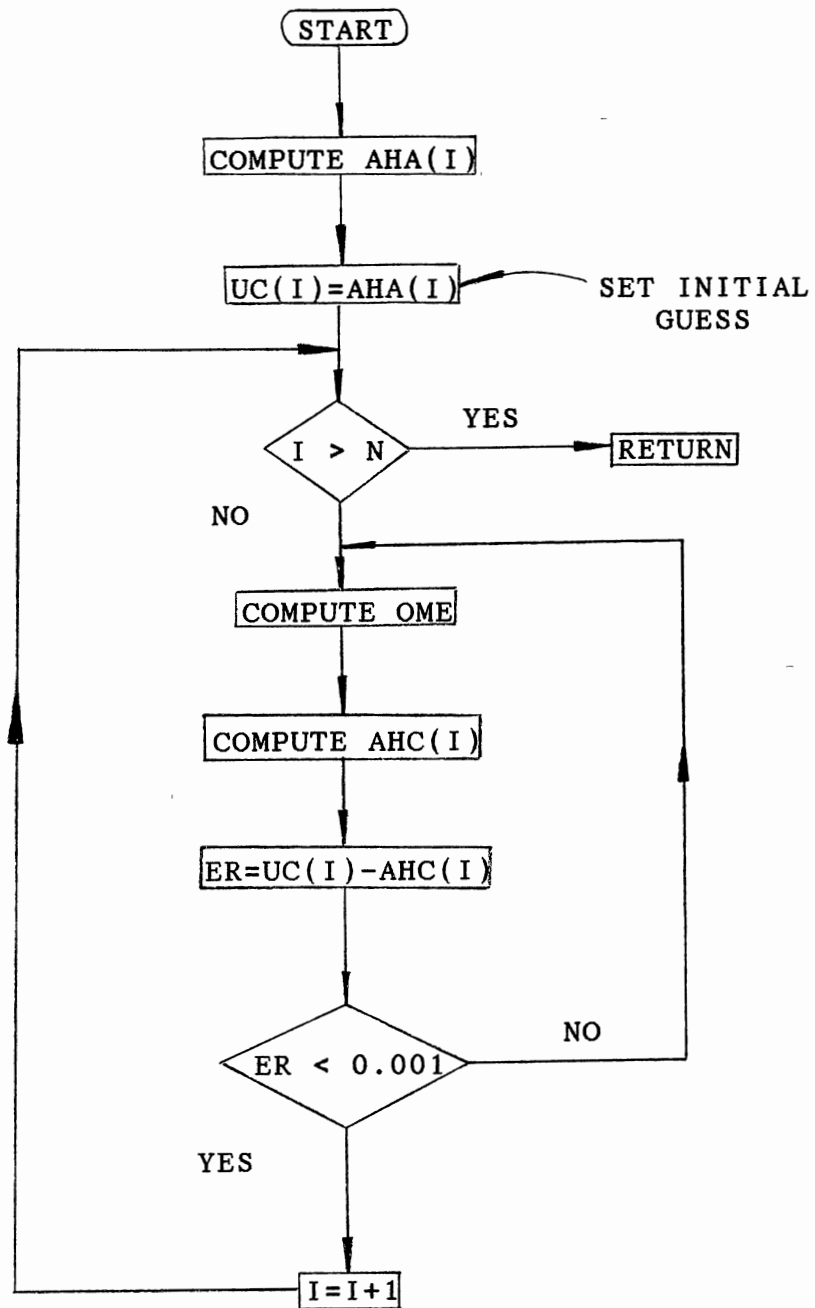 START
COMPUTE AHA(I)
UC(I)=AHA(I)
SET INITIAL
GUESS
I > N
YES
RETURN
NO
COMPUTE OME
COMPUTE AHC(I)
ER=UC(I)-AHC(I)
ER < 0.001
NO
YES
I=I+1